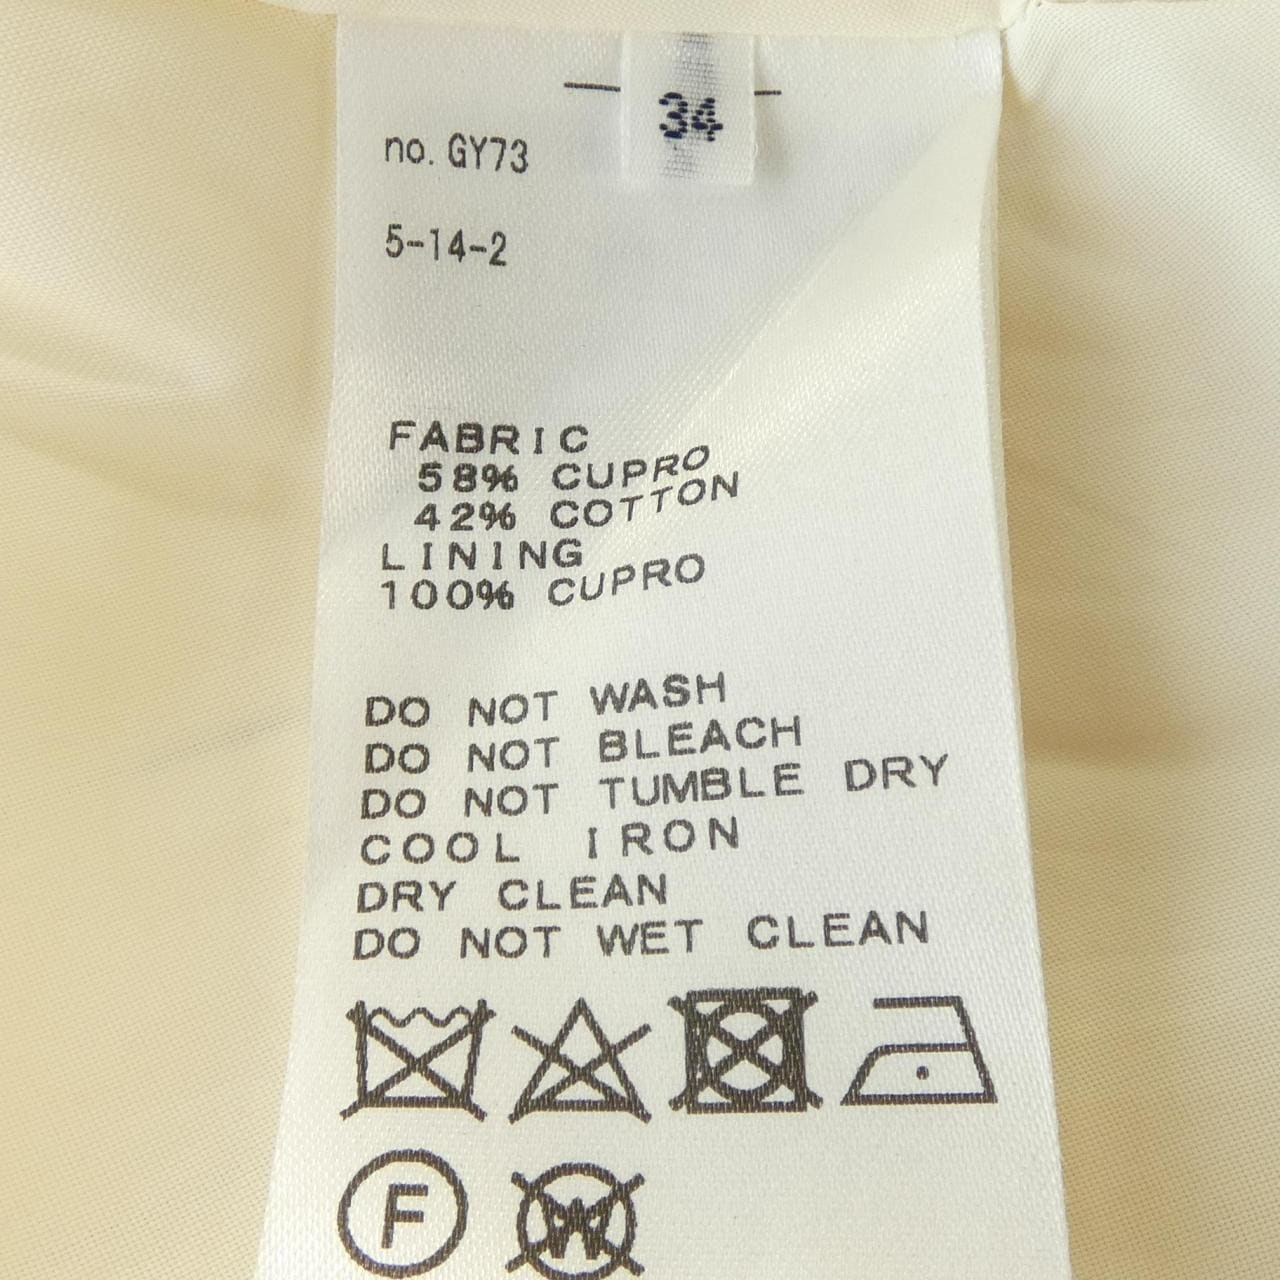 34
no. GY73
5-14-2
FABRIC
58% CUPRO
42% COTTON
LINING
100% CUPRO
DO NOT WASH
DO NOT BLEACH
DO NOT TUMBLE DRY
COOL IRON
DRY CLEAN
DO NOT WET CLEAN
F W